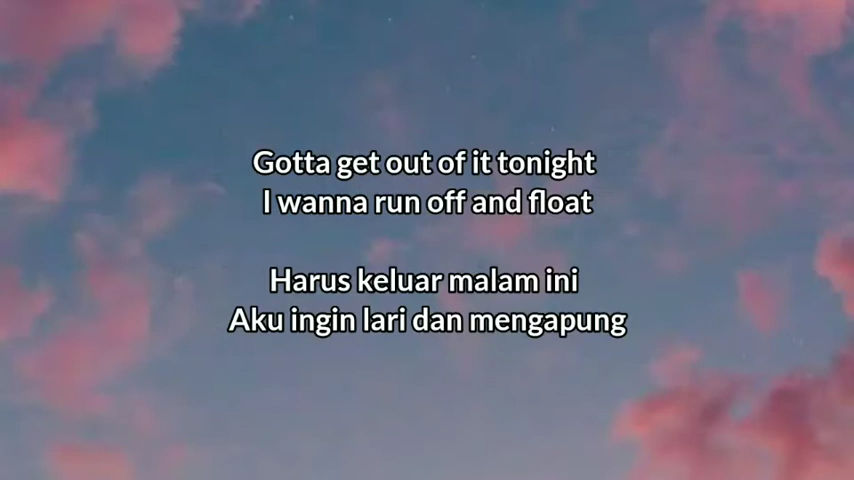 Gotta get out of it tonight
I wanna run off and float
Harus keluar malam ini
Aku ingin lari dan mengapung